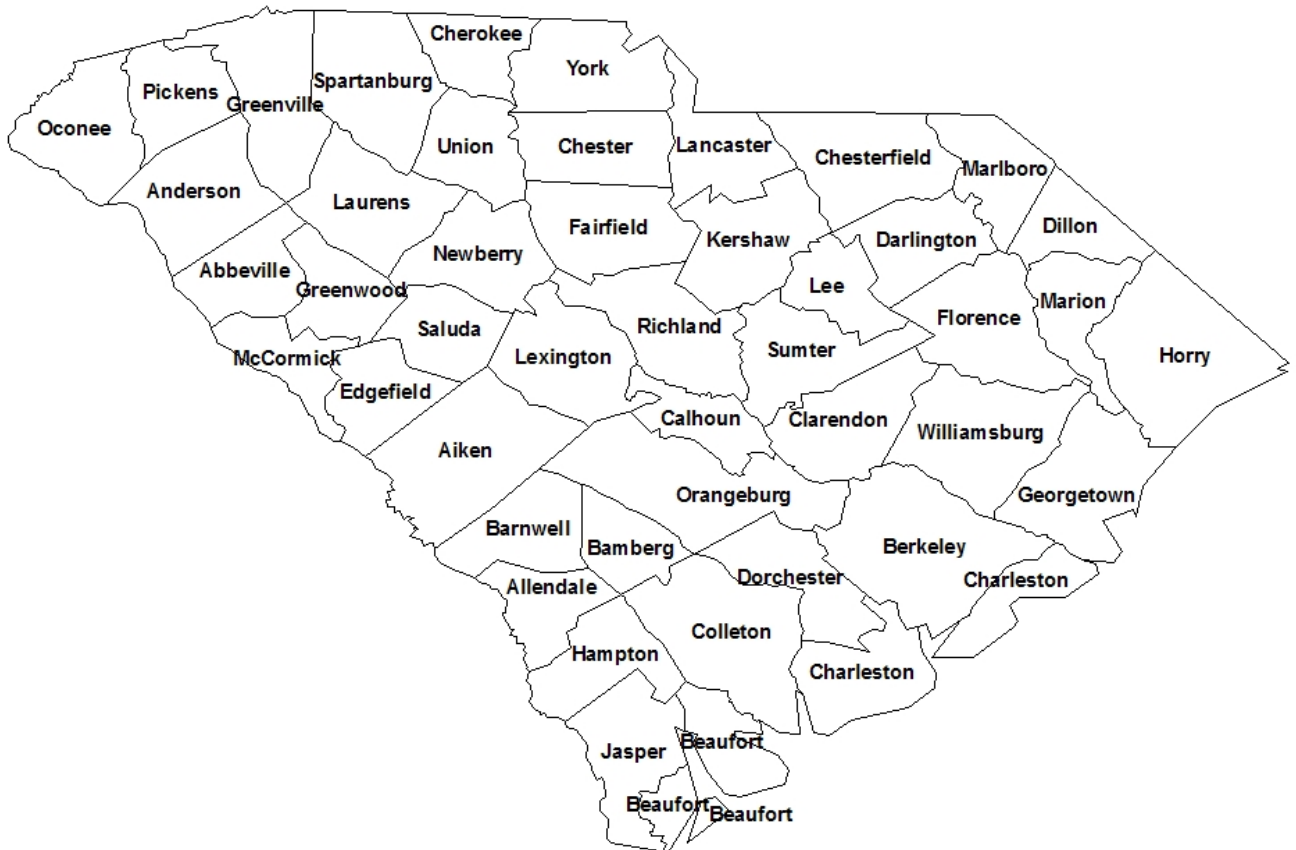 Cherokee
York
Spartanburg
Pickens
Greenville
Oconee
Union
Chester
Lancaster
Chesterfield
Marlboro
Anderson
Laurens
Fairfield
Kershaw
Darlington
Dillon
Newberry
Abbeville
Greenwood
Lee
Marion
Saluda
Richland
Florence
McCormick
Lexington
Sumter
Horry
Edgefield
Calhoun
Clarendon
Williamsburg
Aiken
Orangeburg
Georgetown
Barnwell
Bamberg
Berkeley
Allendale
Dorchester
Charleston
Colleton
Hampton
Charleston
Jasper
Beaufort
Beaufort
Beaufort